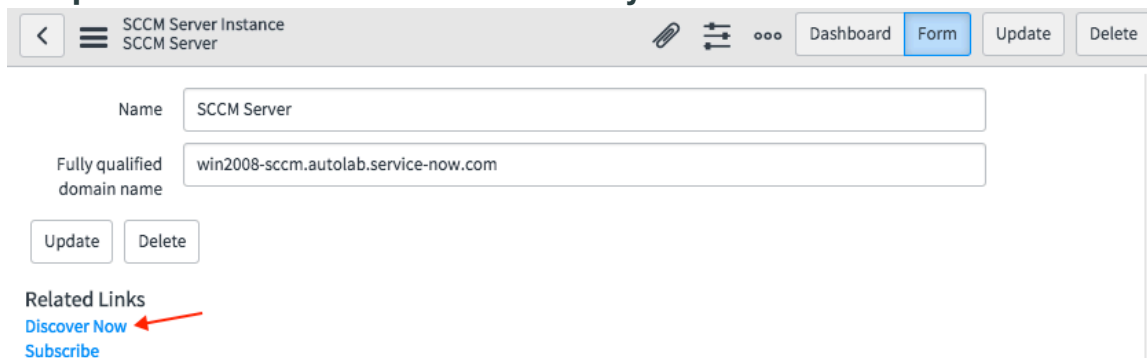 SCCM Server Instance
SCCM Server
Dashboard Form Update Delete
Name SCCM Server
Fully qualified domain name win2008-sccm.autolab.service-now.com
Update Delete
Related Links
Discover Now
Subscribe